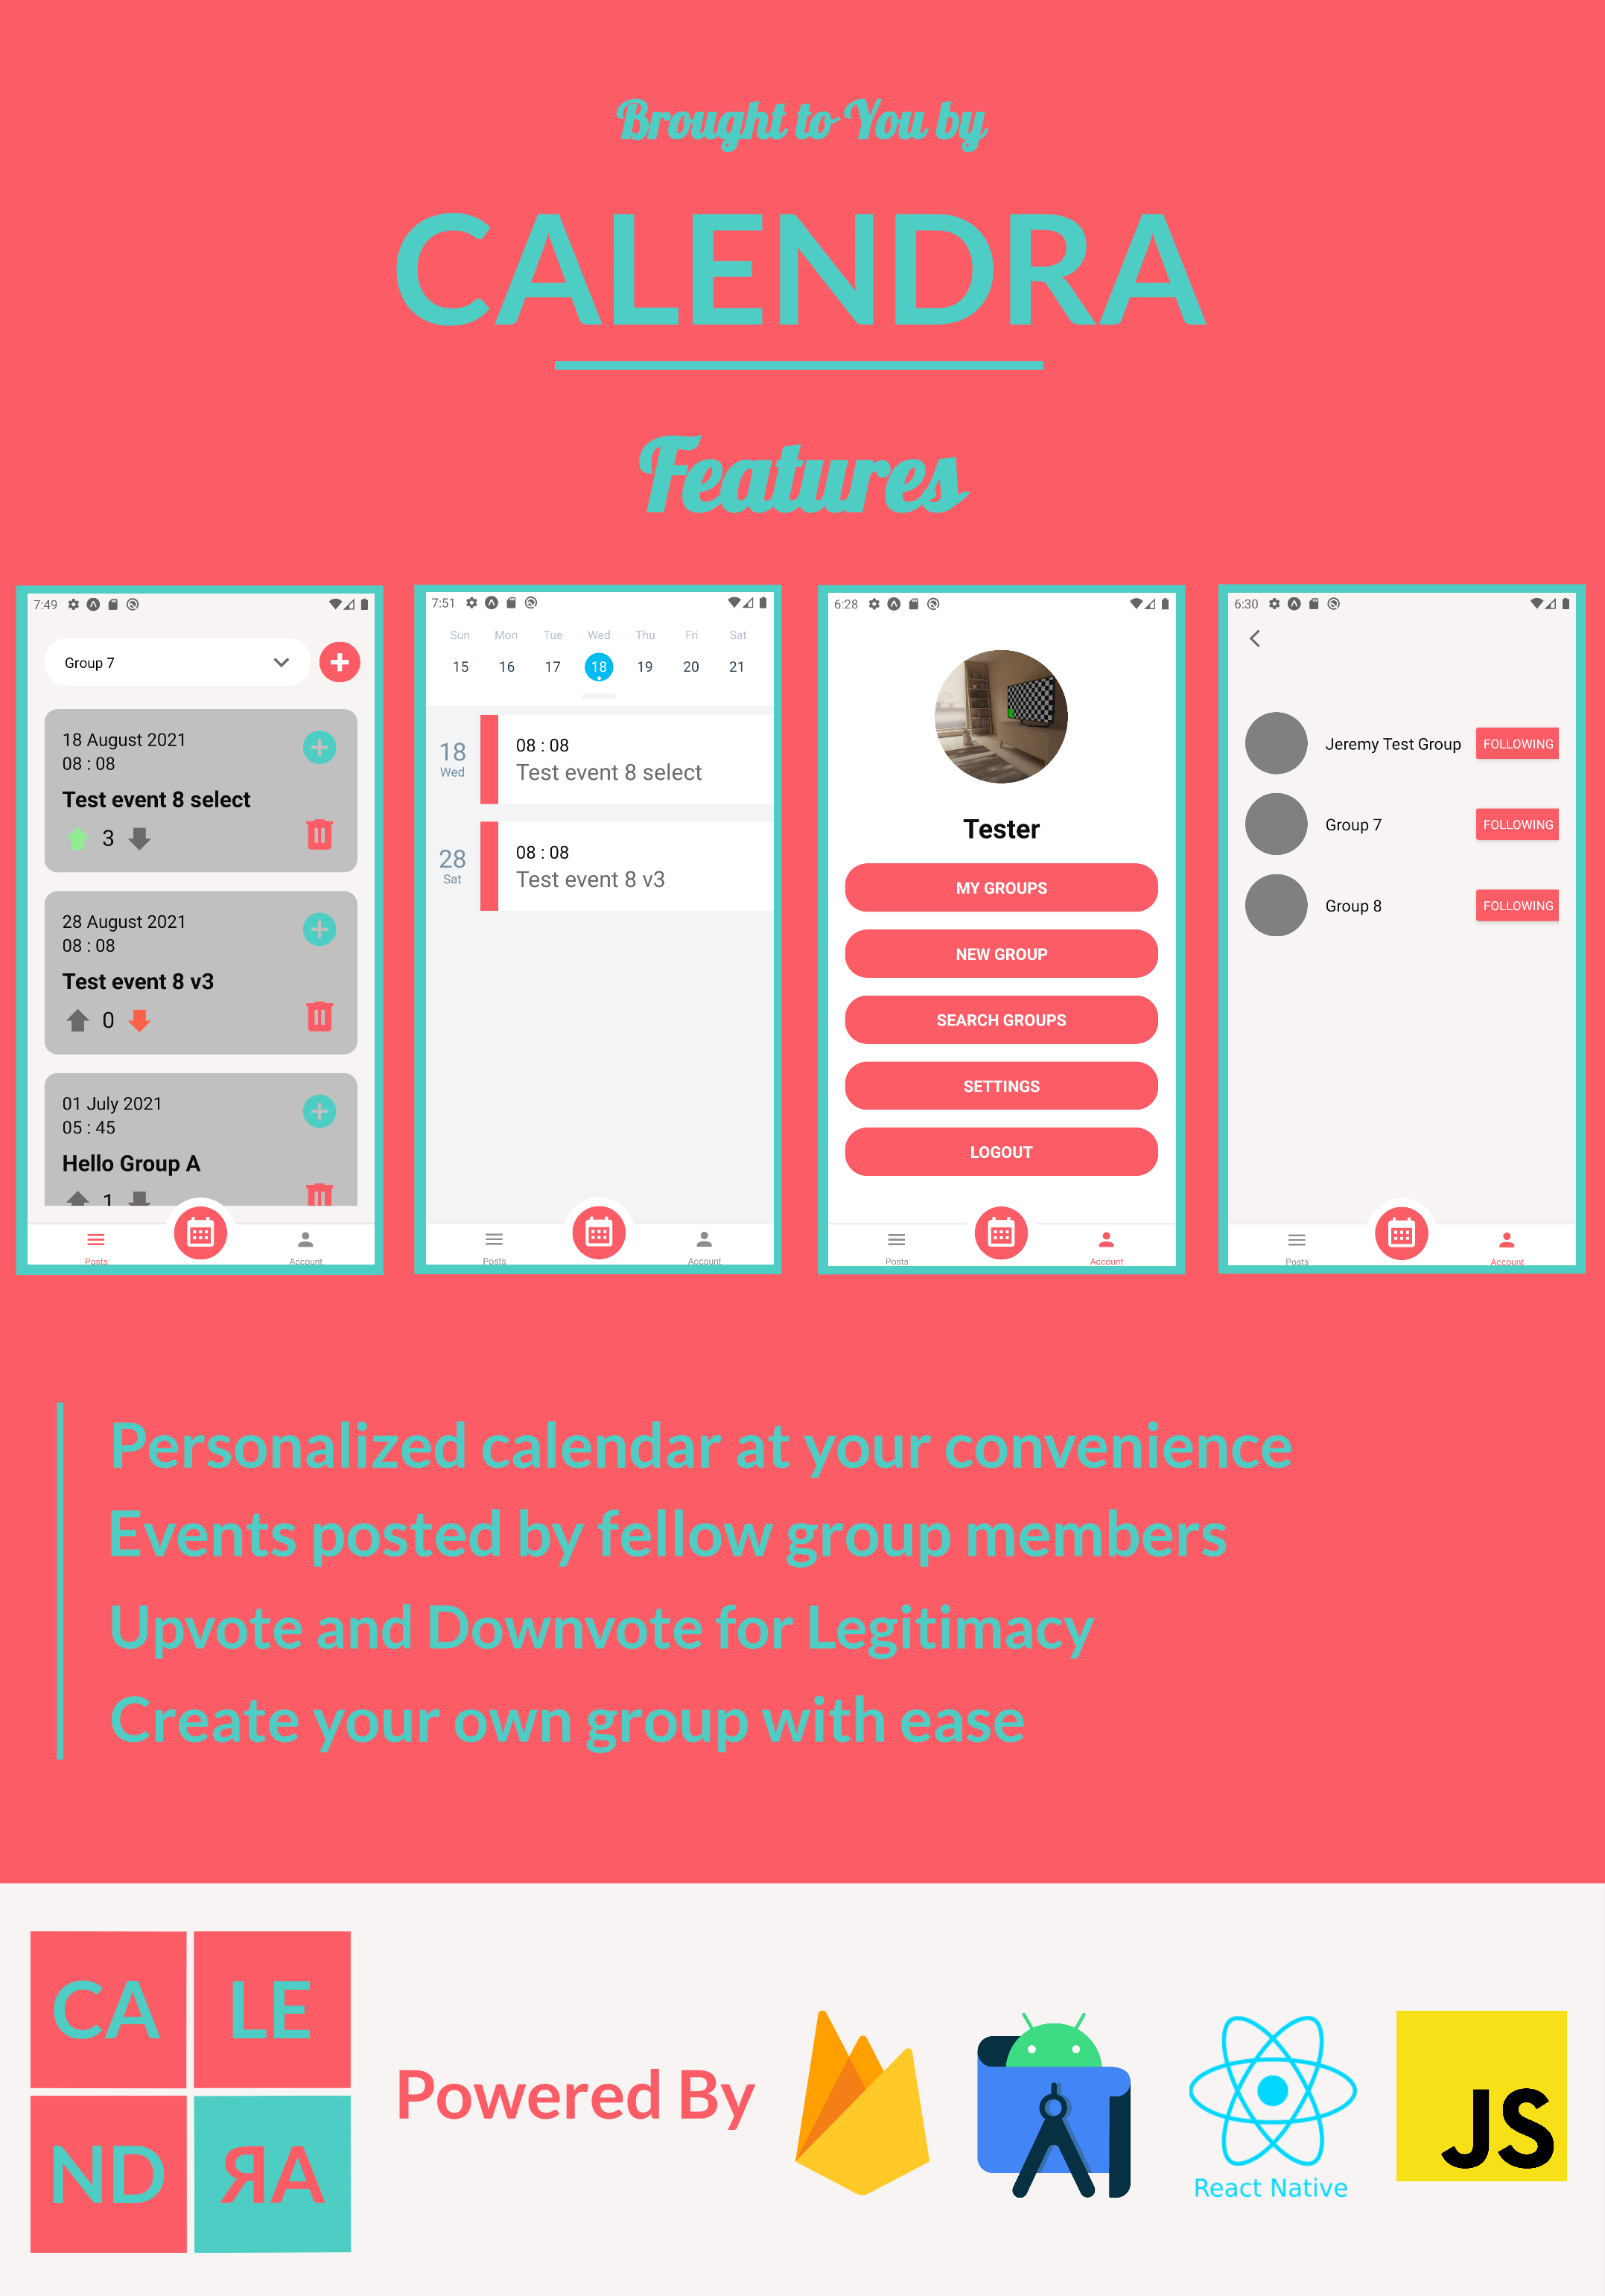 Brought to You by
CALENDRA
Features
7:49
Group 7
18 August 2021
08 : 08
Test event 8 select
3
28 August 2021
08 : 08
Test event 8 v3
0
01 July 2021
05 : 45
Hello Group A
1
Posts
Account
7:51
Sun Mon Tue Wed Thu Fri Sat
15 16 17 18 19 20 21
18
Wed
08 : 08
Test event 8 select
28
Sat
08 : 08
Test event 8 v3
Posts
Account
6:28
Tester
MY GROUPS
NEW GROUP
SEARCH GROUPS
SETTINGS
LOGOUT
Posts
Account
6:30
Jeremy Test Group FOLLOWING
Group 7 FOLLOWING
Group 8 FOLLOWING
Posts
Account
Personalized calendar at your convenience
Events posted by fellow group members
Upvote and Downvote for Legitimacy
Create your own group with ease
CA LE
ND ЯA
Powered By
React Native
JS